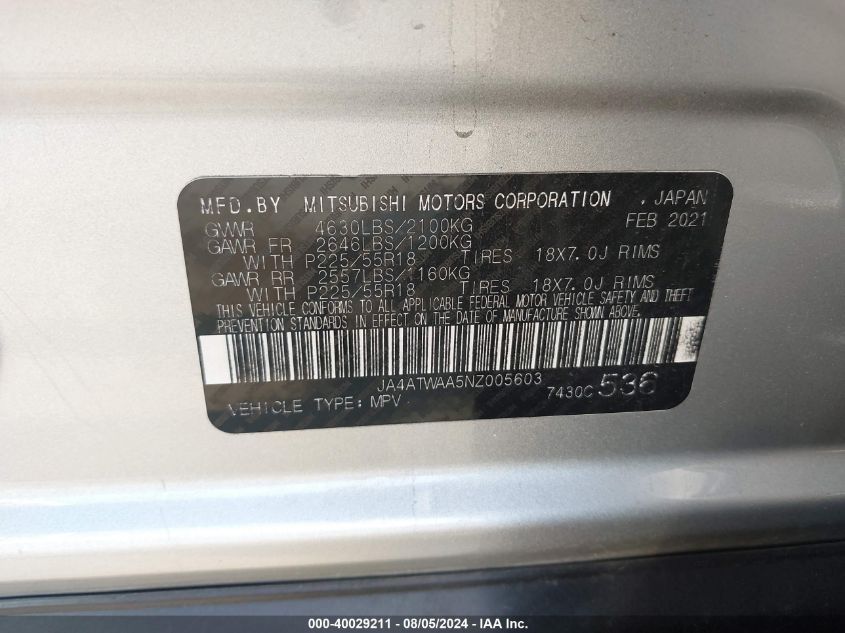 MFD.BY MITSUBISHI MOTORS CORPORATION . JAPAN
GVWR 4630LBS/2100KG FEB 2021
GAWR FR 2646LBS/1200KG
WITH P225/55R18 TIRES 18X7.0J RIMS
GAWR RR 2557LBS/1160KG
WITH P225/55R18 TIRES 18X7.0J RIMS
THIS VEHICLE CONFORMS TO ALL APPLICABLE FEDERAL MOTOR VEHICLE SAFETY AND THEFT
PREVENTION STANDARDS IN EFFECT ON THE DATE OF MANUFACTURE SHOWN ABOVE.
JA4ATWAA5NZ005603
VEHICLE TYPE:MPV 7430C 536
000-40029211 - 08/05/2024 - IAA Inc.